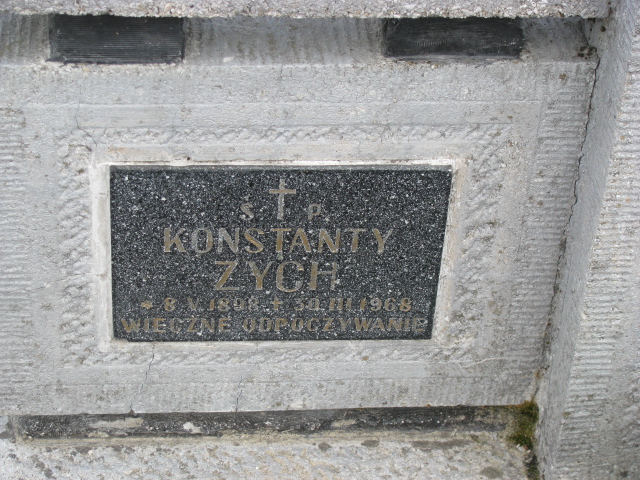 Ś P
KONSTANTY
ZYCH
* 8 V 1898 + 30 III 1968
WIECZNE ODPOCZYWANIE